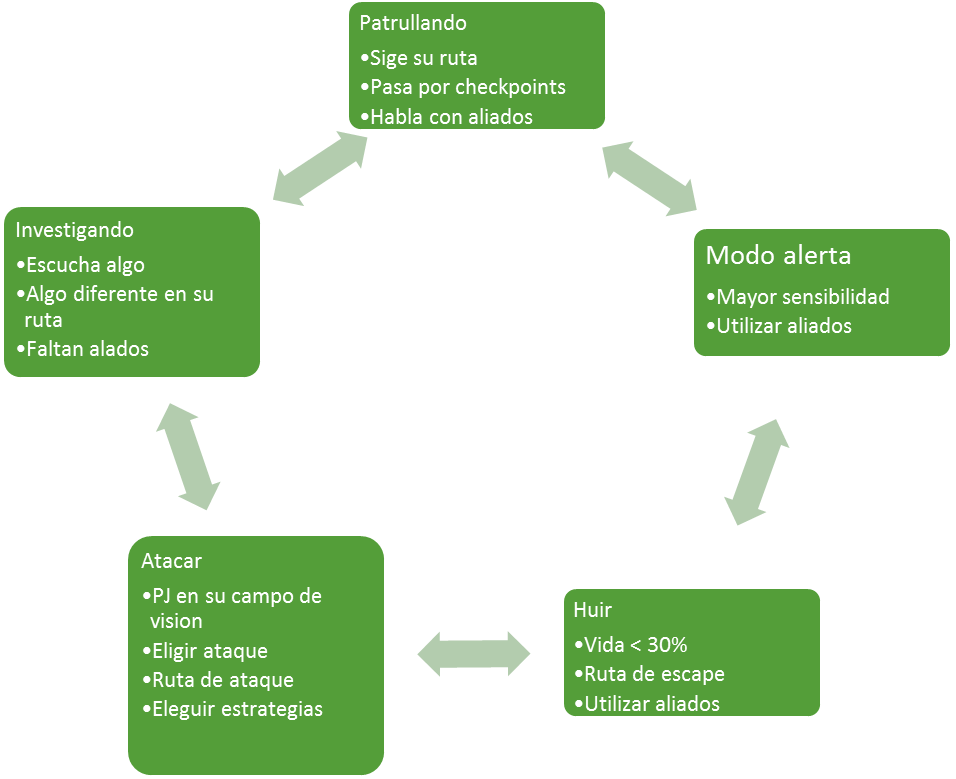 Patrullando
•Sige su ruta
•Pasa por checkpoints
•Habla con aliados
Modo alerta
•Mayor sensibilidad
•Utilizar aliados
Huir
•Vida < 30%
•Ruta de escape
•Utilizar aliados
Atacar
•PJ en su campo de
vision
•Eligir ataque
•Ruta de ataque
•Eleguir estrategias
Investigando
•Escucha algo
•Algo diferente en su
ruta
•Faltan alados